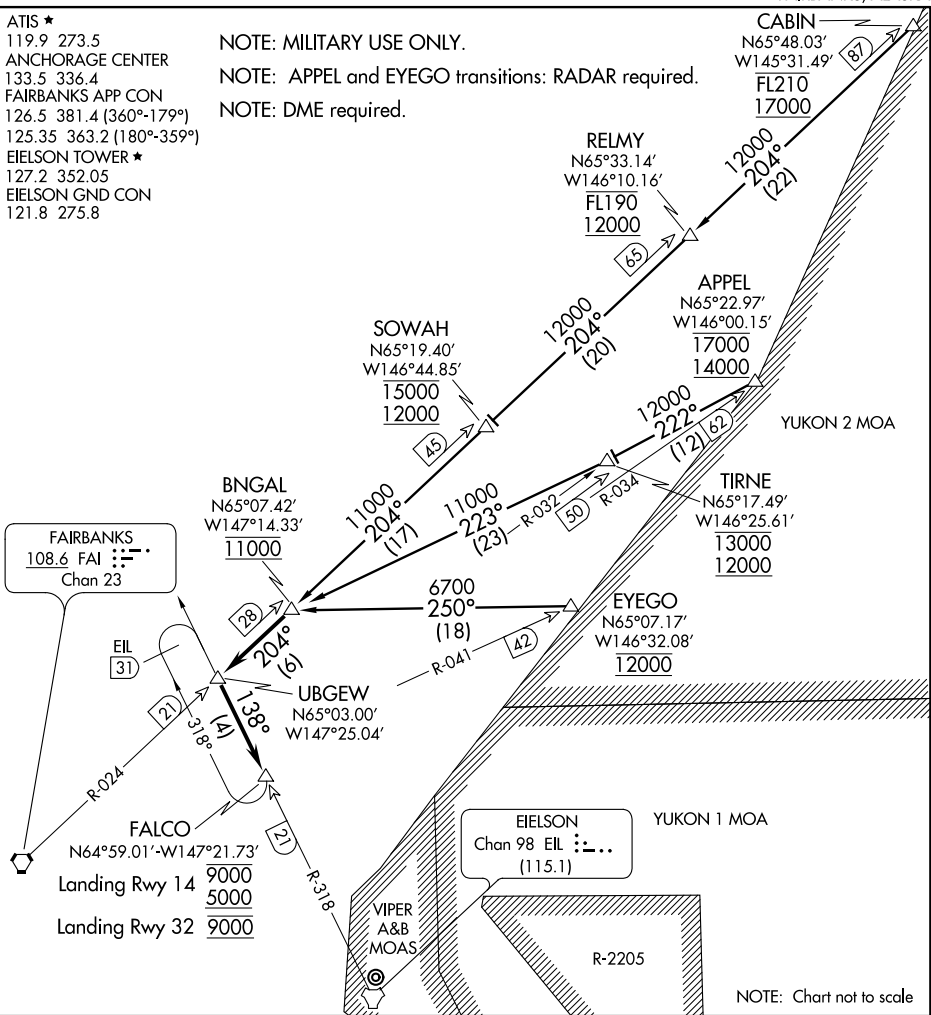 ATIS ★
119.9 273.5
ANCHORAGE CENTER
133.5 336.4
FAIRBANKS APP CON
126.5 381.4 (360°-179°)
125.35 363.2 (180°-359°)
EIELSON TOWER ★
127.2 352.05
EIELSON GND CON
121.8 275.8
NOTE: MILITARY USE ONLY.
NOTE: APPEL and EYEGO transitions: RADAR required.
NOTE: DME required.
CABIN
N65°48.03'
W145°31.49'
FL210
17000
87
12000
204°
(22)
RELMY
N65°33.14'
W146°10.16'
FL190
12000
65
12000
204°
(20)
APPEL
N65°22.97'
W146°00.15'
17000
14000
SOWAH
N65°19.40'
W146°44.85'
15000
12000
45
12000
222°
(12)
62
YUKON 2 MOA
TIRNE
N65°17.49'
W146°25.61'
13000
12000
50
R-032
R-034
11000
223°
(23)
11000
204°
(17)
BNGAL
N65°07.42'
W147°14.33'
11000
28
6700
250°
(18)
EYEGO
N65°07.17'
W146°32.08'
12000
R-041
42
FAIRBANKS
108.6 FAI
Chan 23
204°
(6)
EIL
31
UBGEW
N65°03.00'
W147°25.04'
21
R-024
318°
138°
(4)
FALCO
N64°59.01'-W147°21.73'
Landing Rwy 14 9000
5000
Landing Rwy 32 9000
21
R-318
EIELSON
Chan 98 EIL
(115.1)
YUKON 1 MOA
VIPER
A&B
MOAS
R-2205
NOTE: Chart not to scale